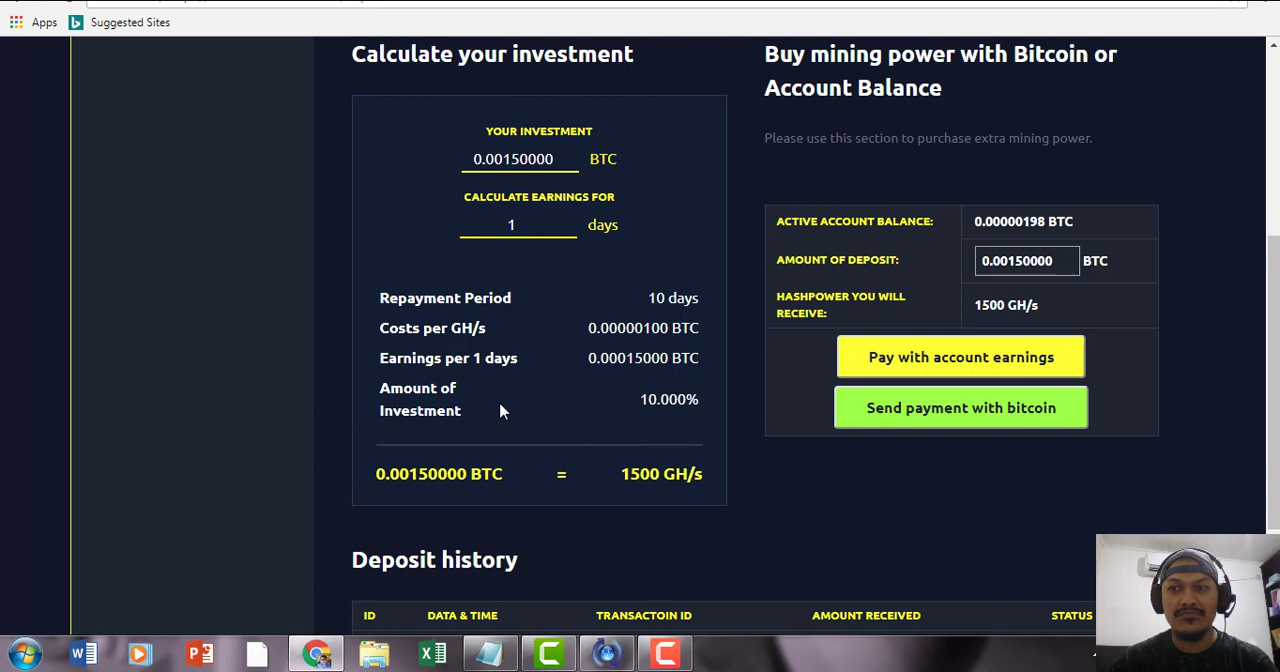 Apps
Suggested Sites
Calculate your investment
YOUR INVESTMENT
0.00150000 BTC
CALCULATE EARNINGS FOR
1 days
Repayment Period 10 days
Costs per GH/s 0.00000100 BTC
Earnings per 1 days 0.00015000 BTC
Amount of
Investment 10.000%
0.00150000 BTC = 1500 GH/s
Buy mining power with Bitcoin or
Account Balance
Please use this section to purchase extra mining power.
ACTIVE ACCOUNT BALANCE: 0.00000198 BTC
AMOUNT OF DEPOSIT: 0.00150000 BTC
HASHPOWER YOU WILL
RECEIVE: 1500 GH/s
Pay with account earnings
Send payment with bitcoin
Deposit history
ID DATA & TIME TRANSACTOIN ID AMOUNT RECEIVED STATUS